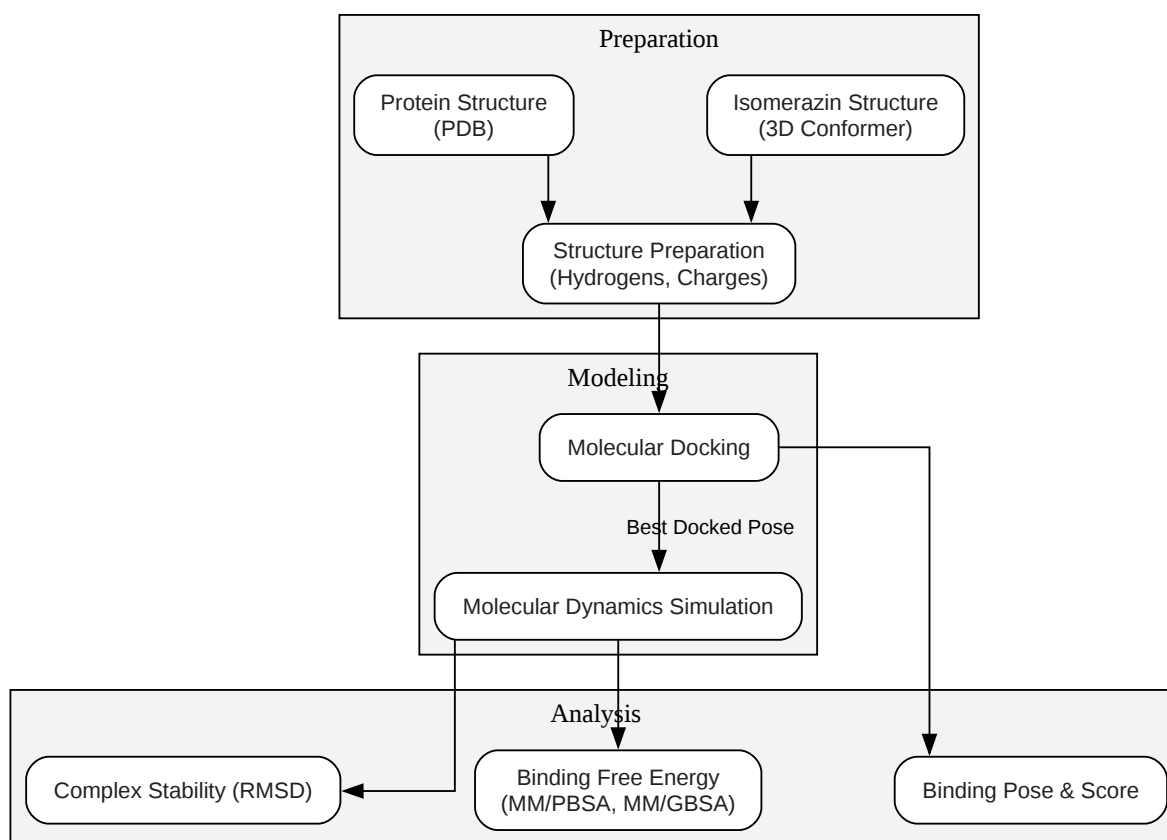 Preparation
Protein Structure
(PDB)
Isomerazin Structure
(3D Conformer)
Structure Preparation
(Hydrogens, Charges)
Modeling
Molecular Docking
Best Docked Pose
Molecular Dynamics Simulation
Analysis
Complex Stability (RMSD)
Binding Free Energy
(MM/PBSA, MM/GBSA)
Binding Pose & Score